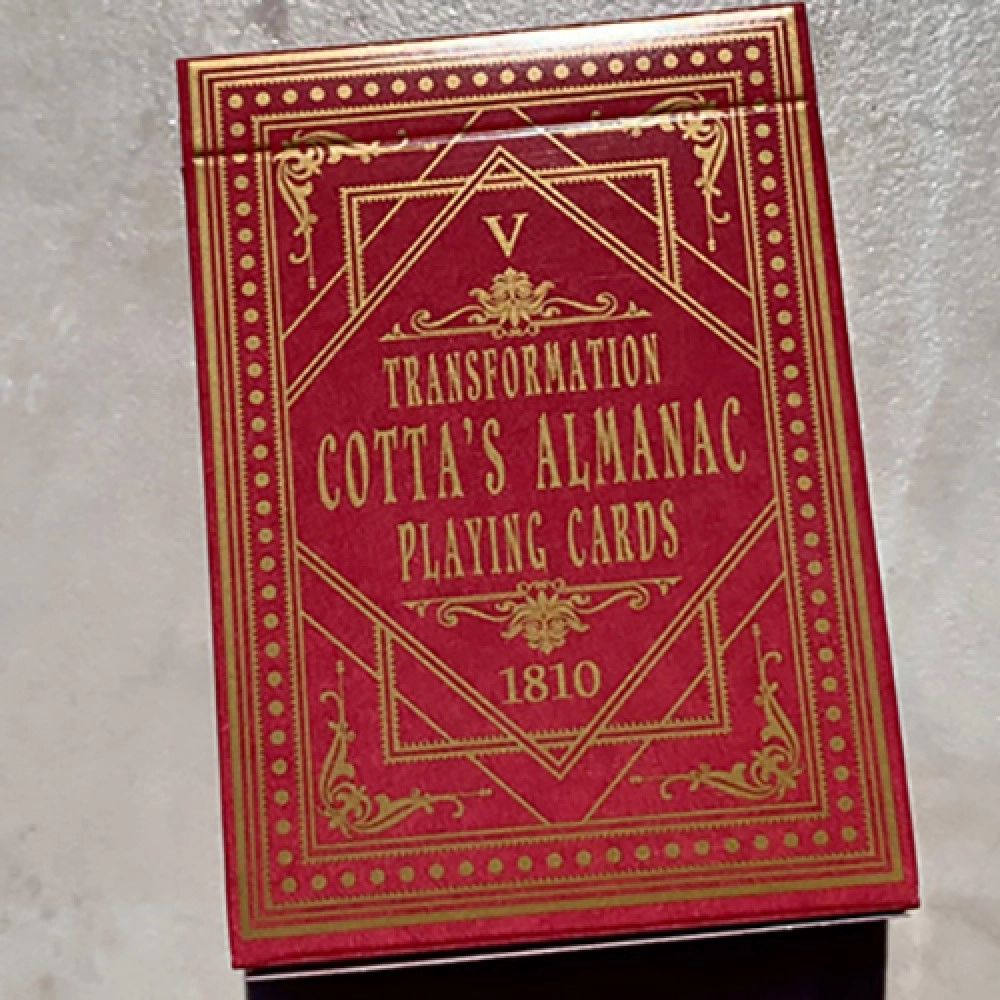 V
TRANSFORMATION
COTTA'S ALMANAC
PLAYING CARDS
1810